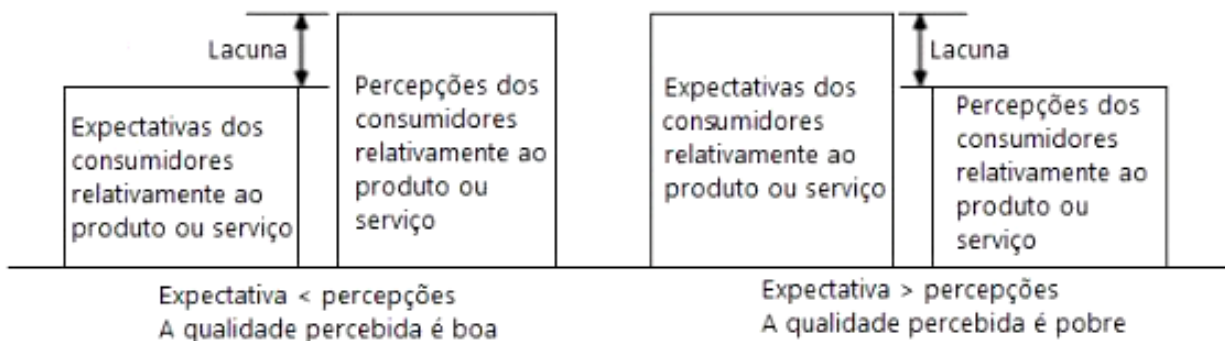 Lacuna
Expectativas dos
consumidores
relativamente ao
produto ou serviço
Percepções dos
consumidores
relativamente ao
produto ou
serviço
Expectativa < percepções
A qualidade percebida é boa
Expectativas dos
consumidores
relativamente ao
produto ou serviço
Lacuna
Percepções dos
consumidores
relativamente ao
produto ou
serviço
Expectativa > percepções
A qualidade percebida é pobre